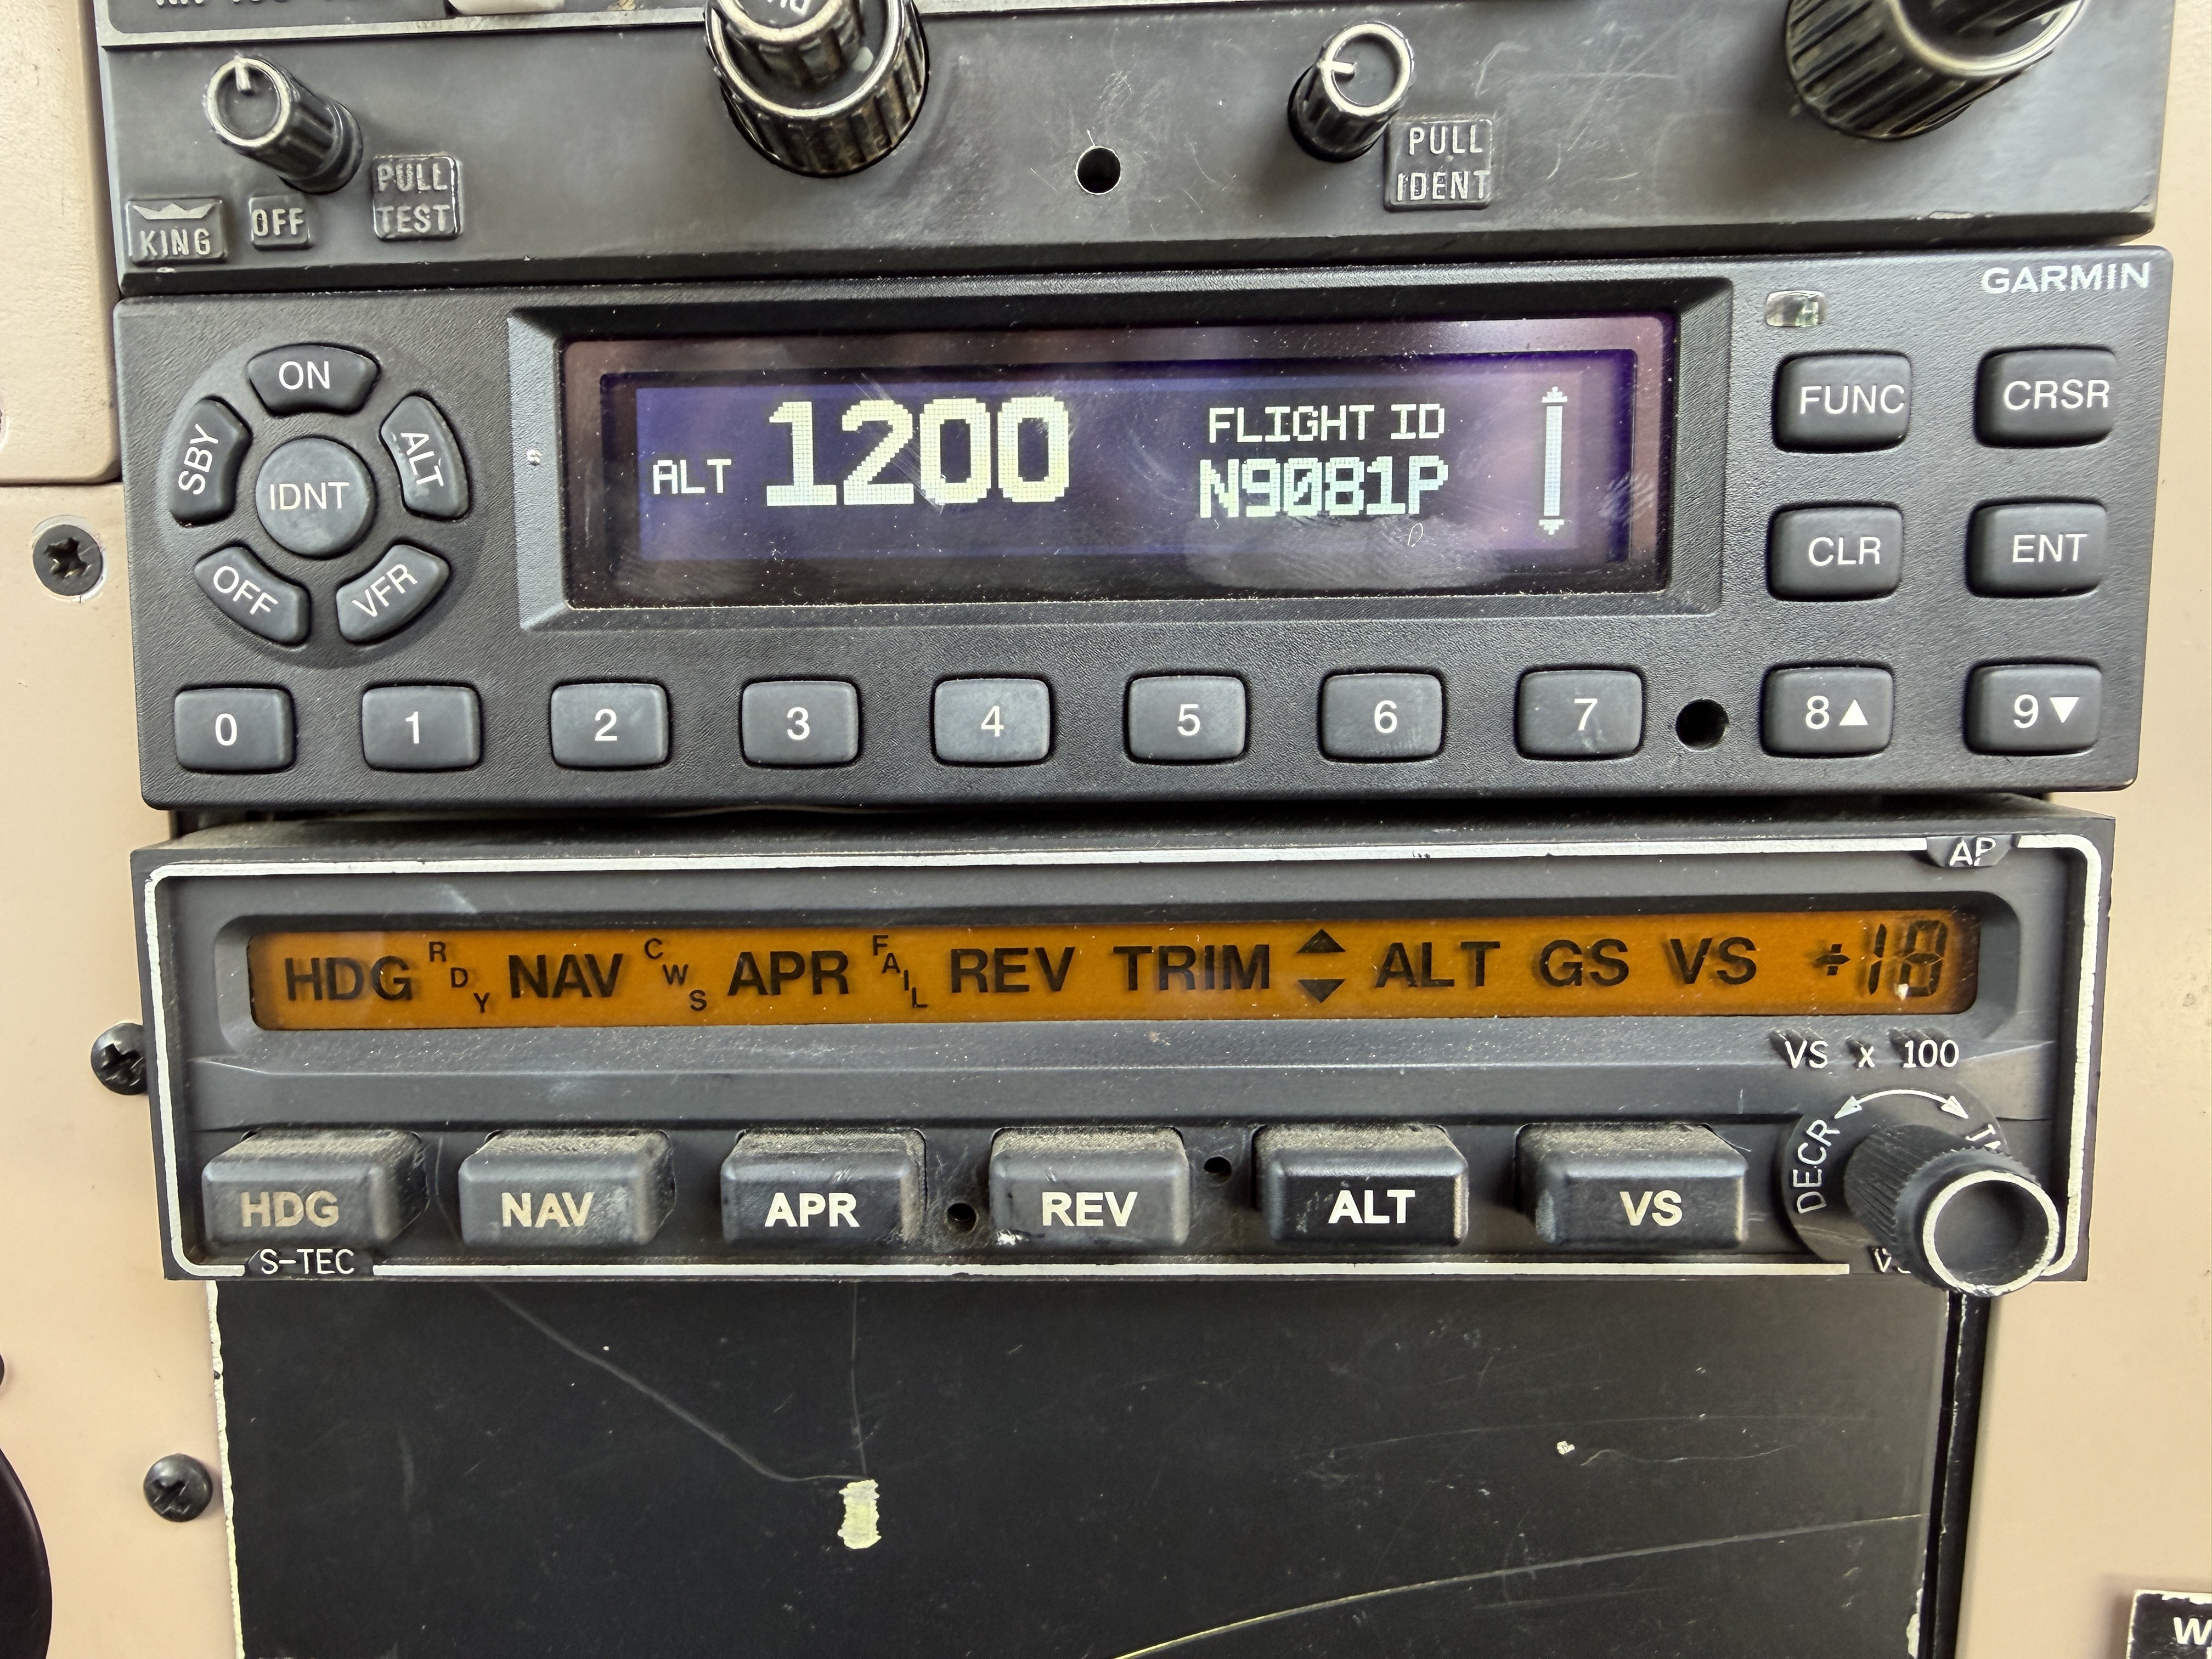 KING
OFF
PULL
TEST
PULL
IDENT
GARMIN
ON
SBY
ALT
IDNT
OFF
VFR
ALT 1200
FLIGHT ID
N9081P
FUNC
CRSR
CLR
ENT
0 1 2 3 4 5 6 7 8▲ 9▼
AP
HDG RDY NAV CWS APR FAIL REV TRIM ▲▼ ALT GS VS +18
VS x 100
DECR
HDG NAV APR REV ALT VS
S-TEC